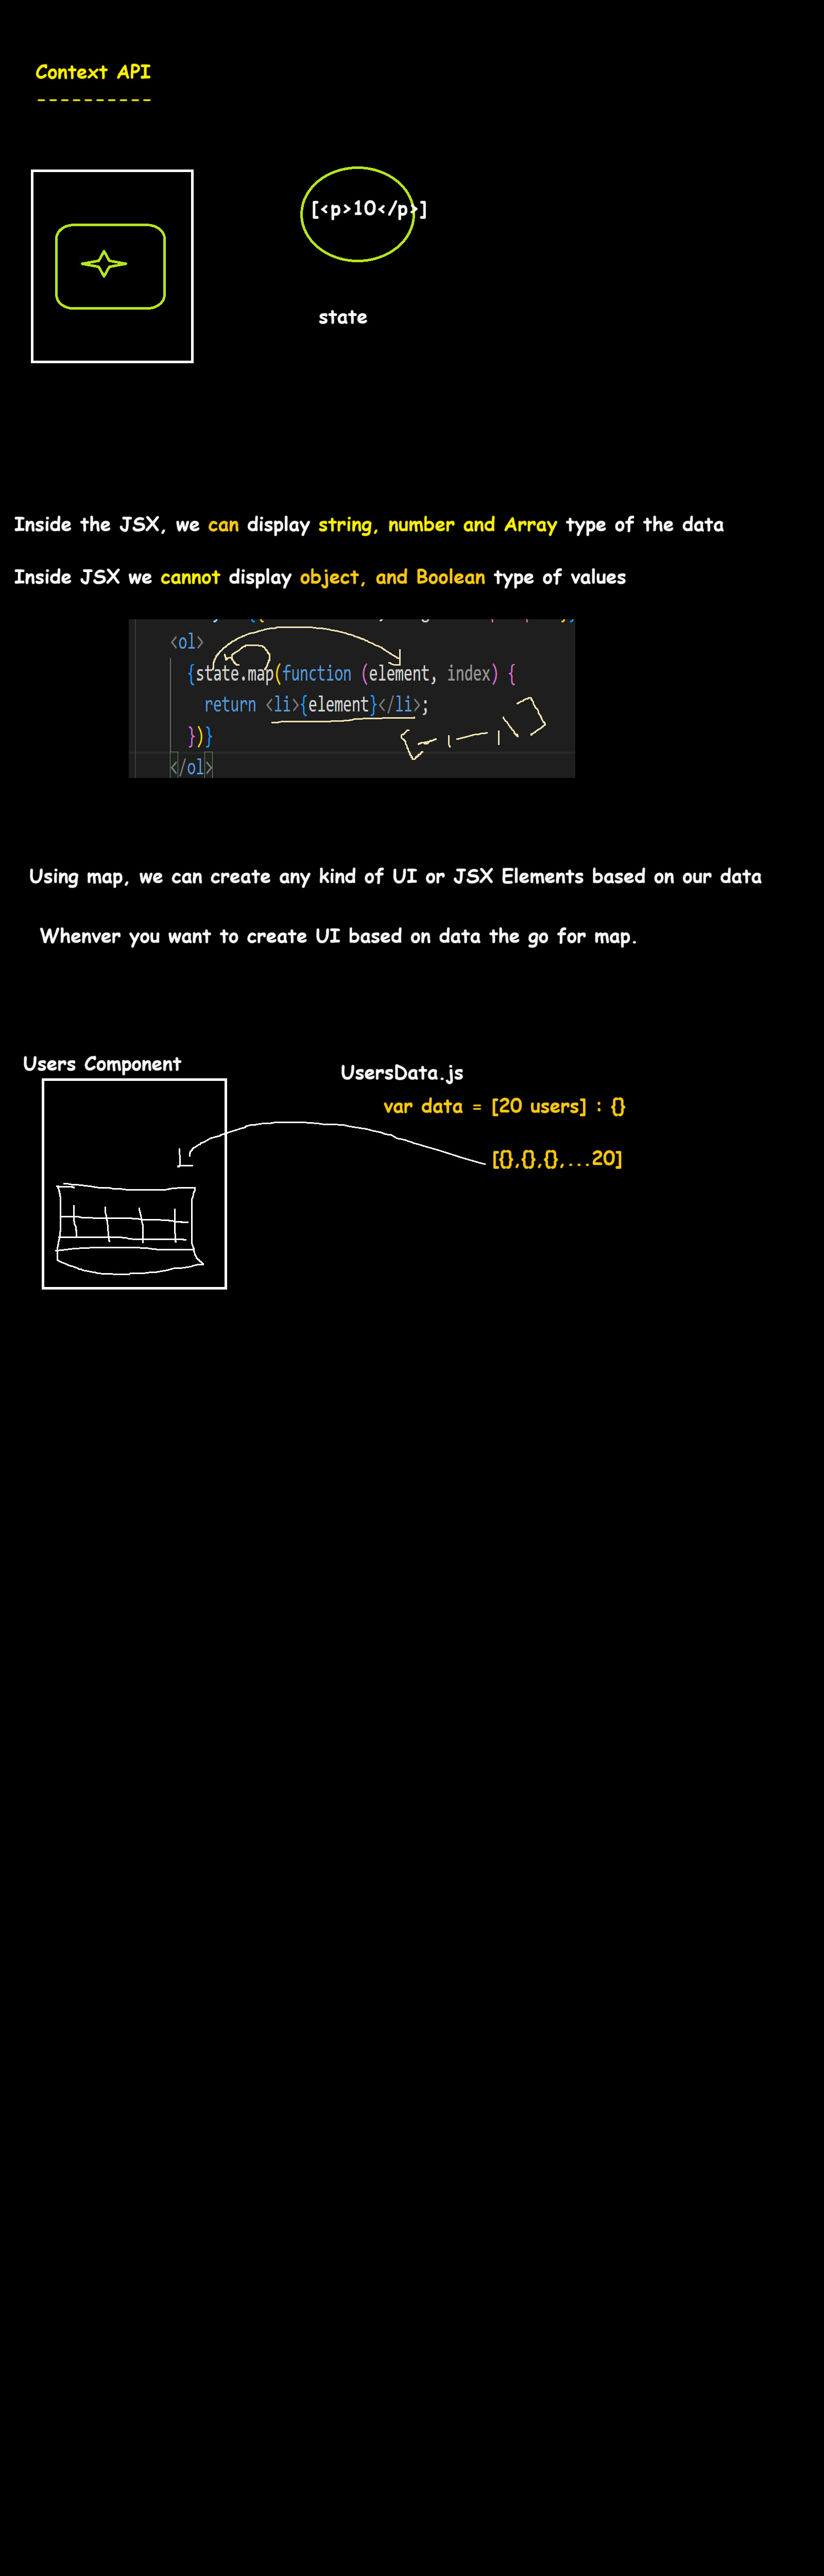 Context API
----------
[<p>10</p>]
state
Inside the JSX, we can display string, number and Array type of the data
Inside JSX we cannot display object, and Boolean type of values
<ol>
{state.map(function (element, index) {
return <li>{element}</li>;
})}
</ol>
Using map, we can create any kind of UI or JSX Elements based on our data
Whenver you want to create UI based on data the go for map.
Users Component
UsersData.js
var data = [20 users] : {}
[{},{},{},...20]